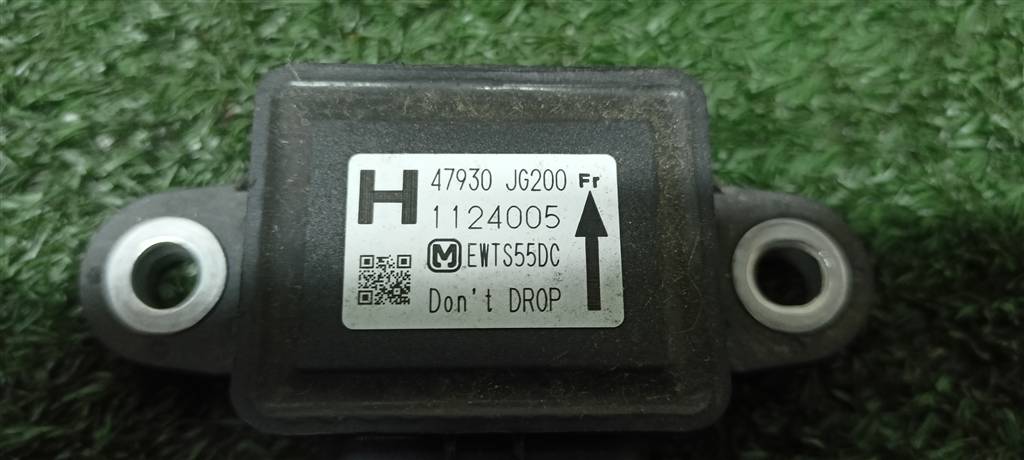 H 47930 JG200 Fr
1124005
M EWTS55DC
Don't DROP